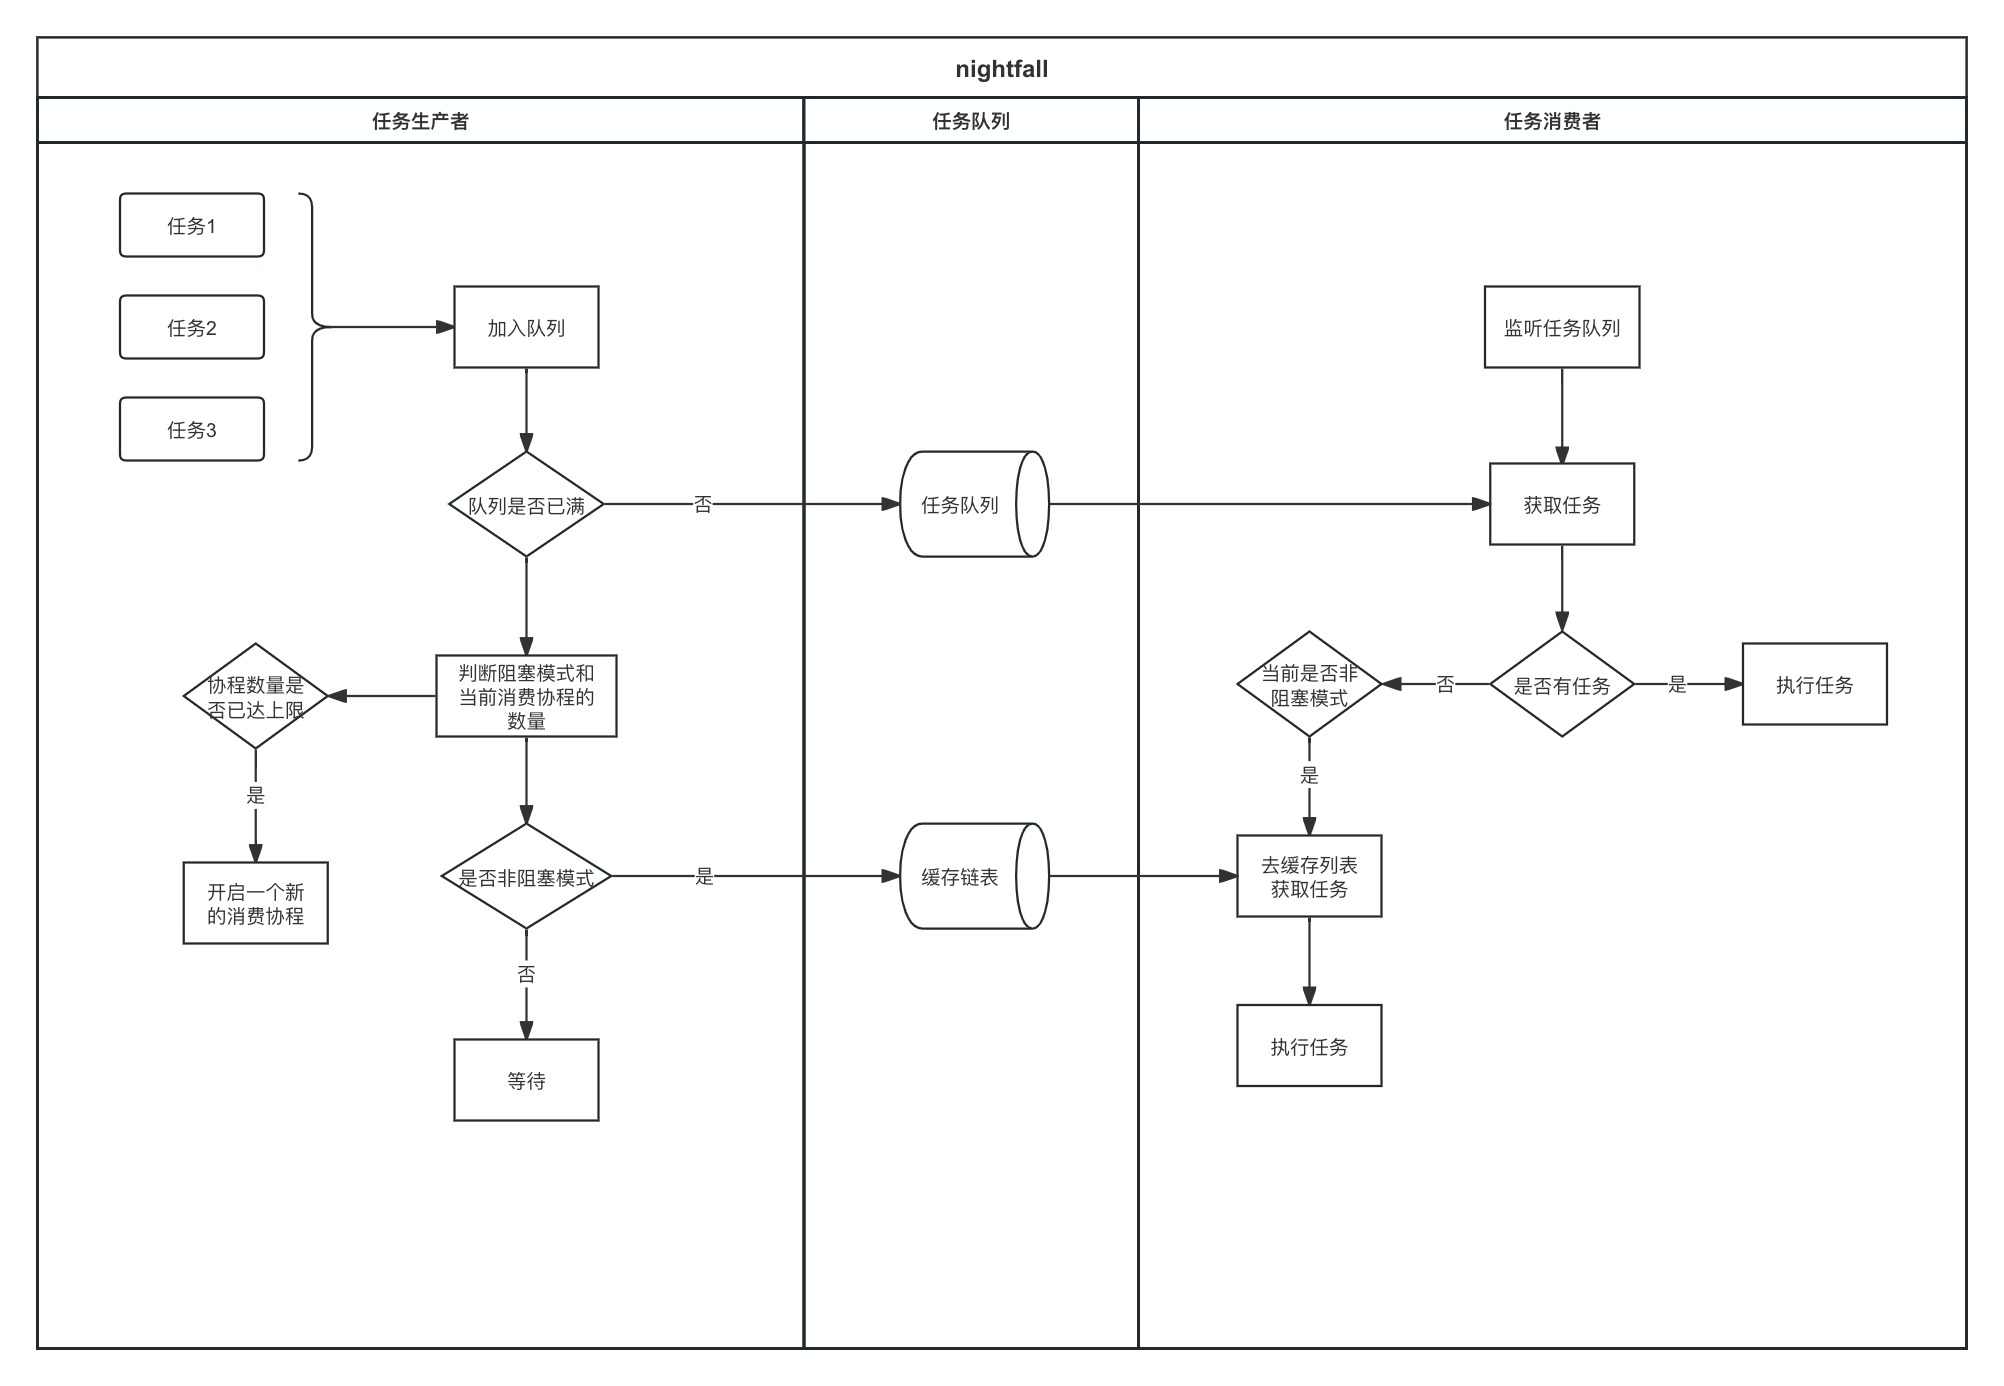 nightfall
任务生产者
任务队列
任务消费者
任务1
任务2
任务3
加入队列
队列是否已满
否
判断阻塞模式和
当前消费协程的
数量
协程数量是
否已达上限
是
开启一个新
的消费协程
是否非阻塞模式
是
否
等待
任务队列
缓存链表
监听任务队列
获取任务
是否有任务
是
执行任务
否
当前是否非
阻塞模式
是
去缓存列表
获取任务
执行任务